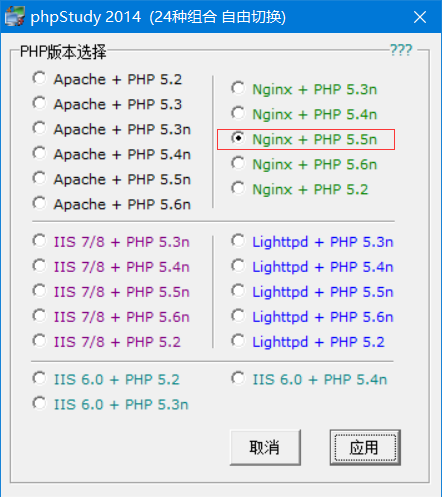 phpStudy 2014 (24种组合 自由切换)
PHP版本选择
???
Apache + PHP 5.2
Apache + PHP 5.3
Apache + PHP 5.3n
Apache + PHP 5.4n
Apache + PHP 5.5n
Apache + PHP 5.6n
Nginx + PHP 5.3n
Nginx + PHP 5.4n
Nginx + PHP 5.5n
Nginx + PHP 5.6n
Nginx + PHP 5.2
IIS 7/8 + PHP 5.3n
IIS 7/8 + PHP 5.4n
IIS 7/8 + PHP 5.5n
IIS 7/8 + PHP 5.6n
IIS 7/8 + PHP 5.2
Lighttpd + PHP 5.3n
Lighttpd + PHP 5.4n
Lighttpd + PHP 5.5n
Lighttpd + PHP 5.6n
Lighttpd + PHP 5.2
IIS 6.0 + PHP 5.2
IIS 6.0 + PHP 5.3n
IIS 6.0 + PHP 5.4n
取消
应用